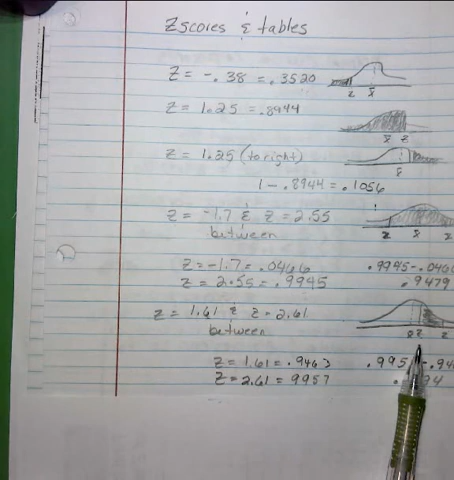 Z scores & tables
Z = -.38 = .3520
z x̄
Z = 1.25 = .8944
x̄ z
Z = 1.25 (to right)
x̄
1 - .8944 = .1056
Z = -1.7 & Z = 2.55
between
z x̄ z
Z = -1.7 = .0446 .9945-.0446
Z = 2.55 = .9945 .9479
Z = 1.61 & Z = 2.61
between
x̄ z z
Z = 1.61 = .9463
Z = 2.61 = 9957